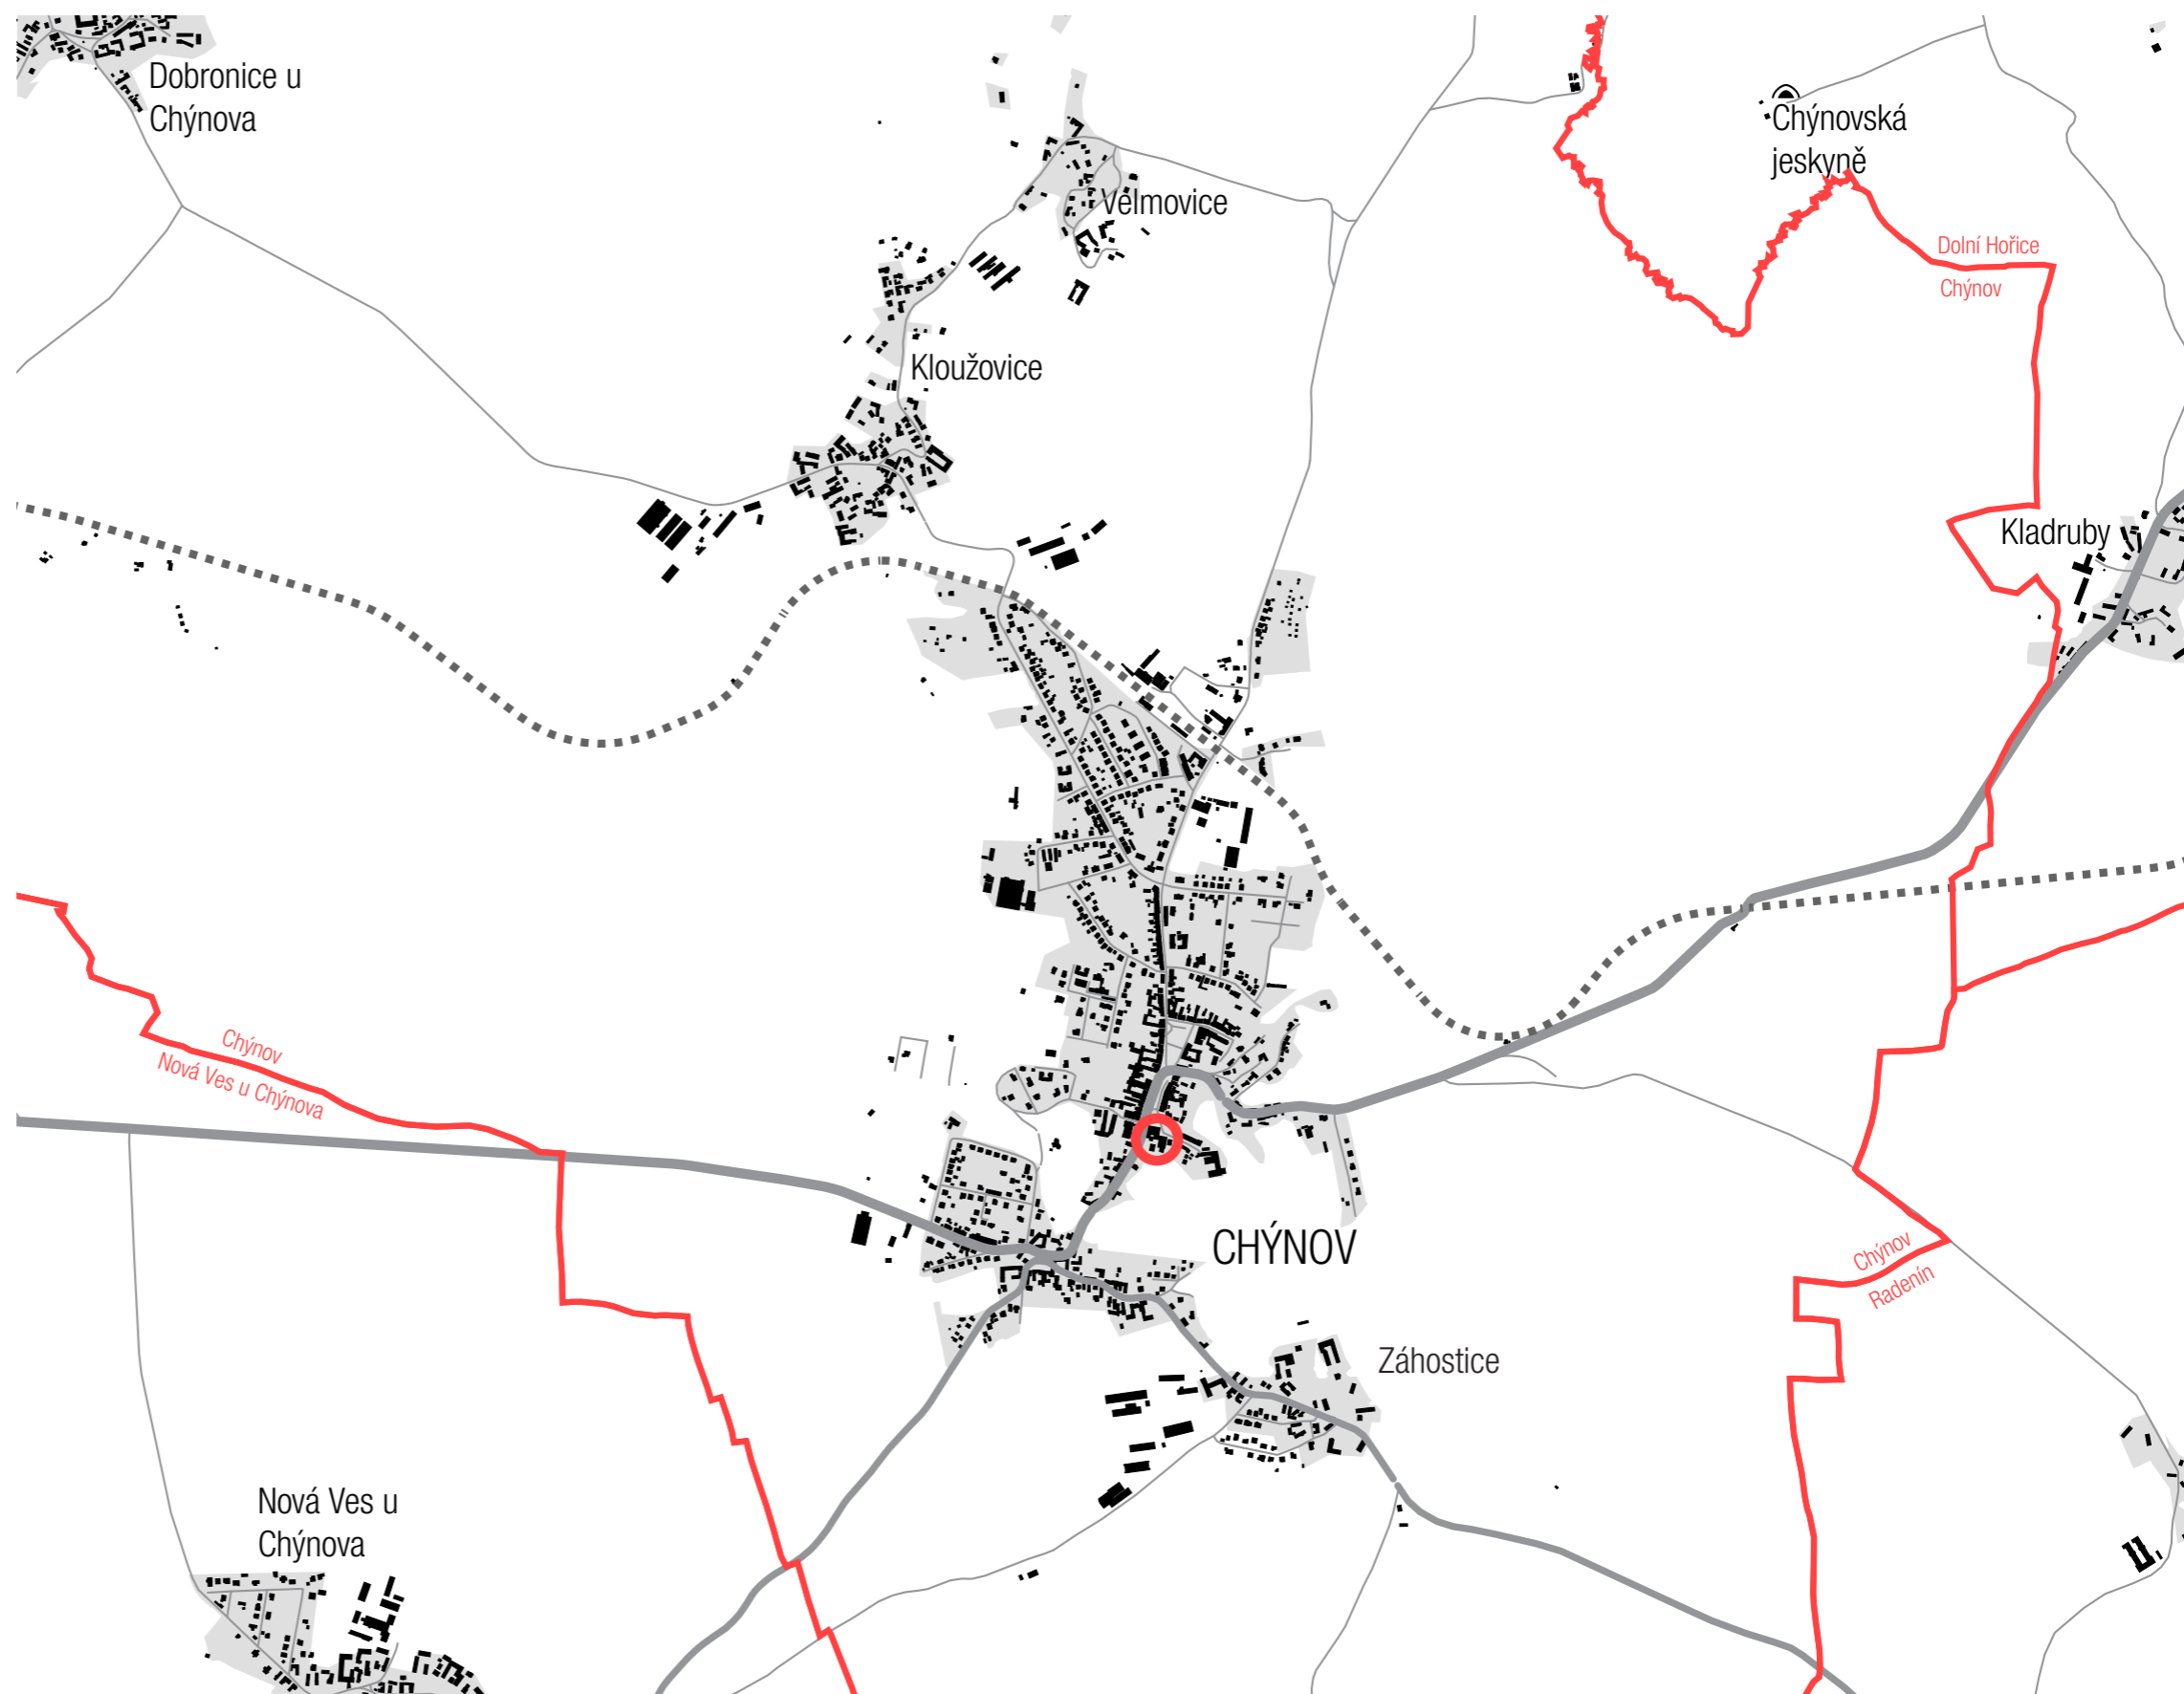 Dobronice u
Chýnova
Chýnovská
jeskyně
Velmovice
Dolní Hořice
Chýnov
Kloužovice
Kladruby
Chýnov
Nová Ves u Chýnova
CHÝNOV
Chýnov
Radenín
Záhostice
Nová Ves u
Chýnova